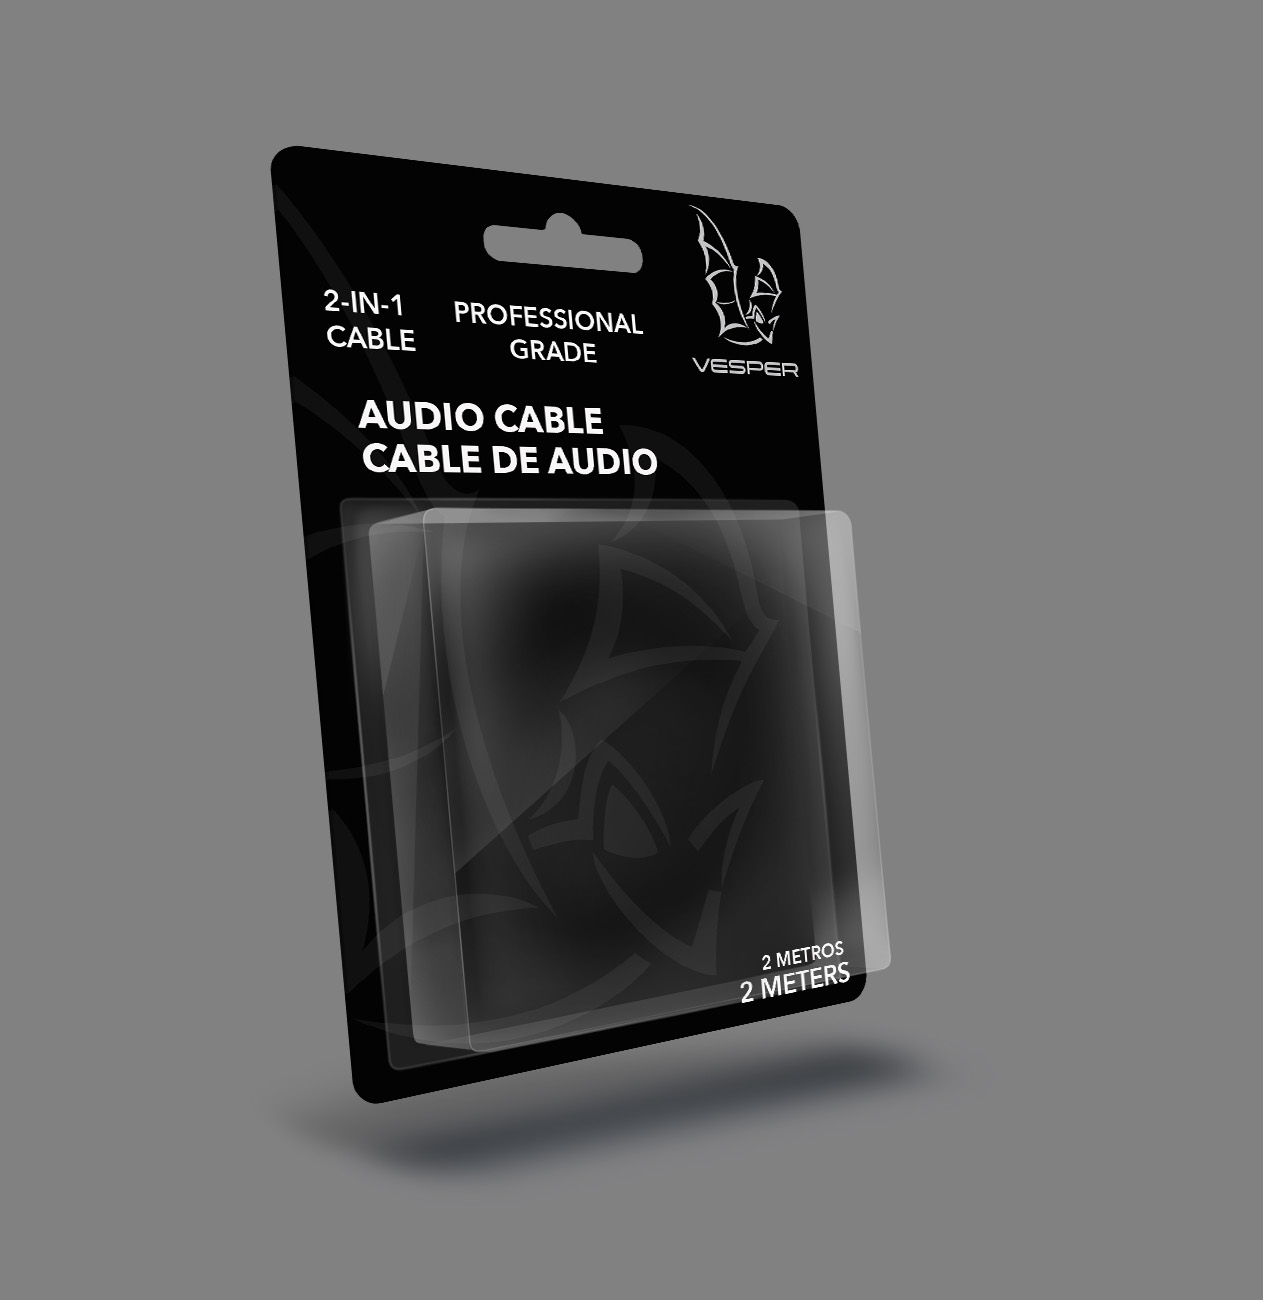 2-IN-1
CABLE
PROFESSIONAL
GRADE
VESPER
AUDIO CABLE
CABLE DE AUDIO
2 METROS
2 METERS